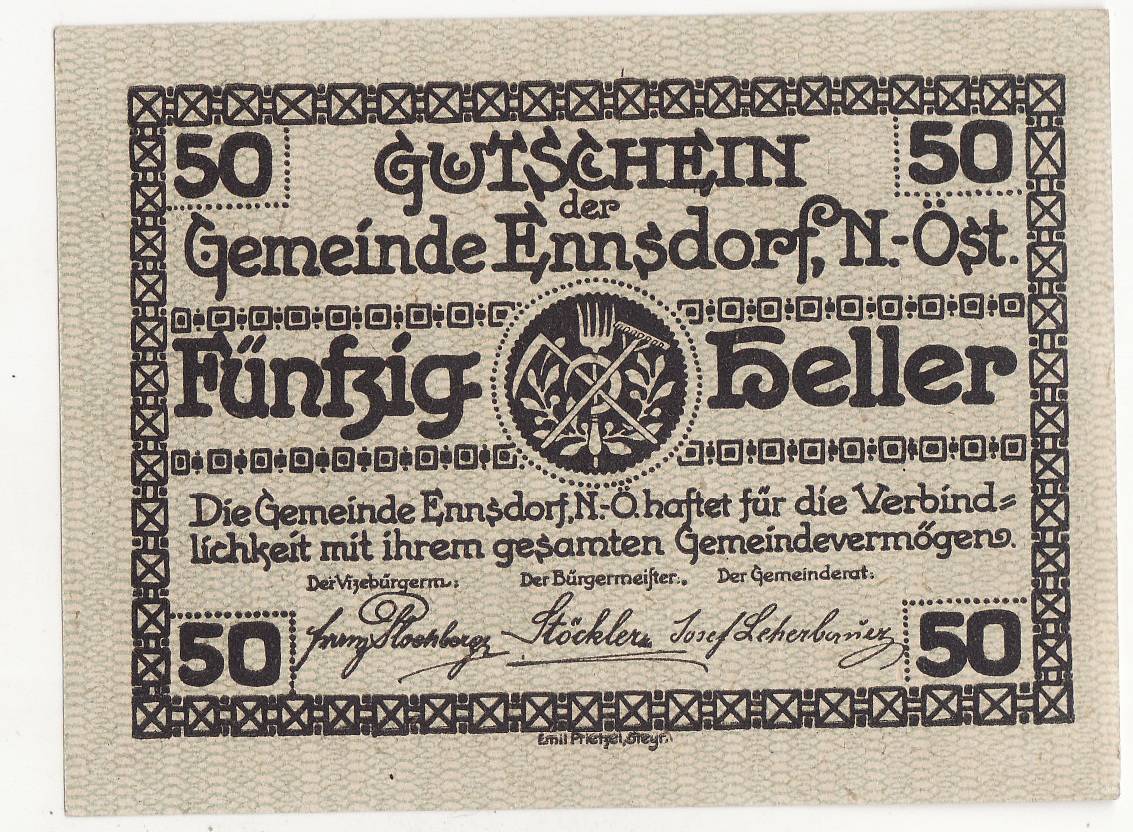 50 GUTSCHEIN 50
der
Gemeinde Ennsdorf, N.-Öst.
Fünfzig Heller
Die Gemeinde Ennsdorf, N.-Ö. haftet für die Verbind=
lichkeit mit ihrem gesamten Gemeindevermögen.
Der Vizebürgerm.: Der Bürgermeister.: Der Gemeinderat:
50 Stöckler Josef Leherbauer 50
Emil Prietzel, Steyr.